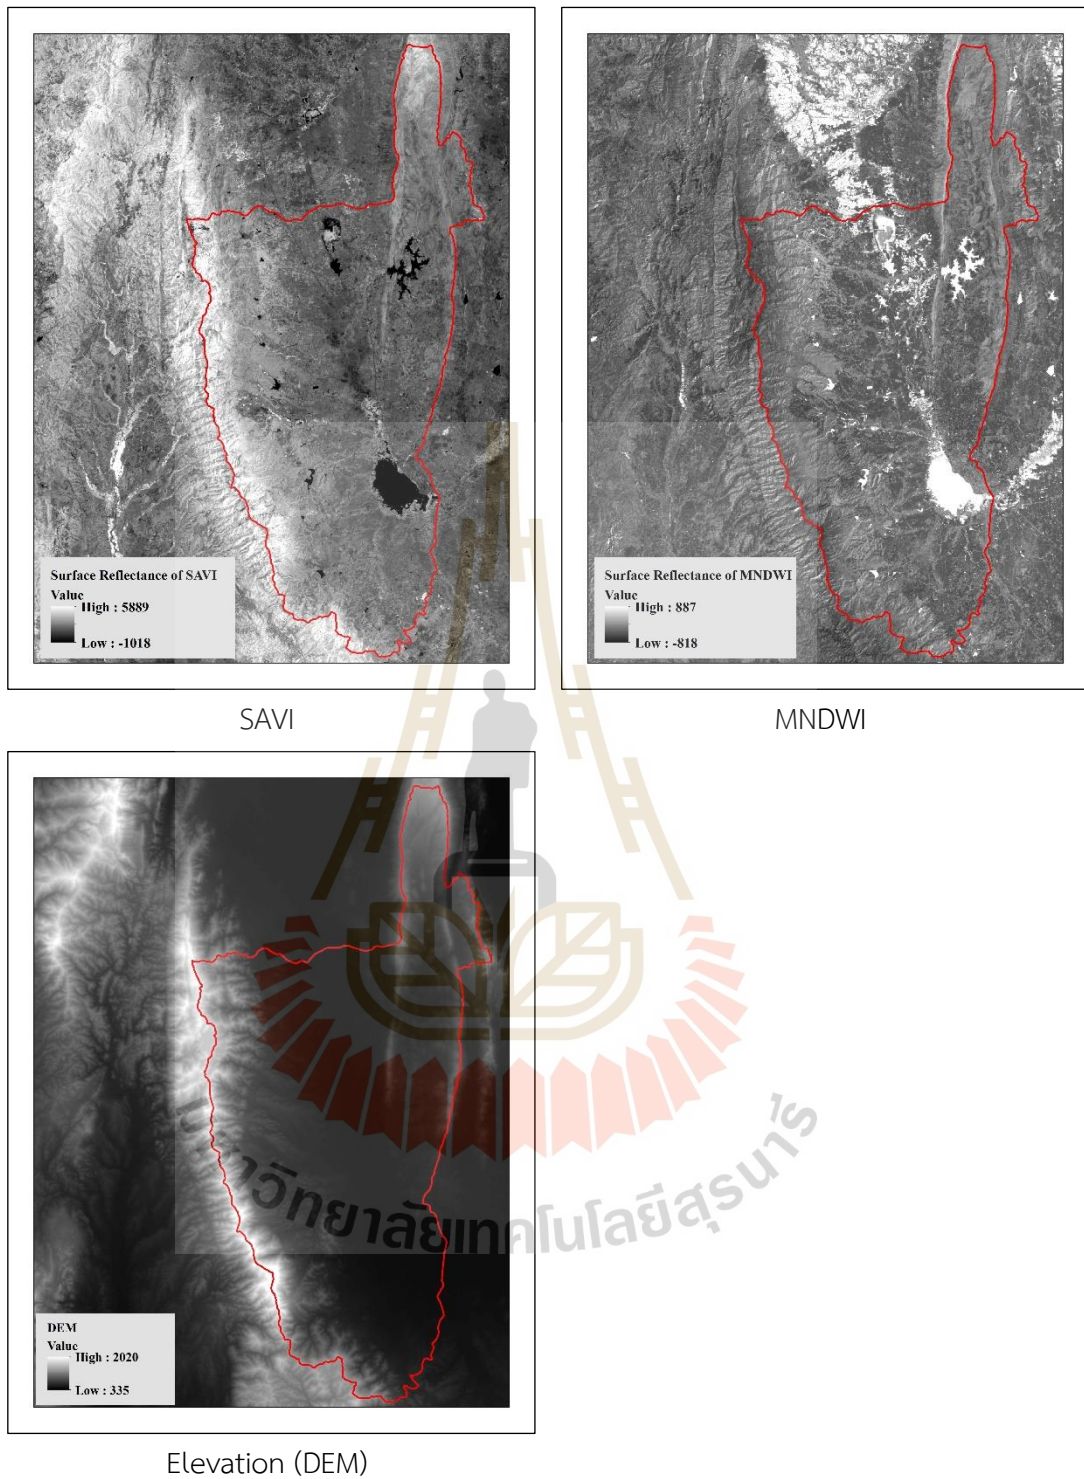 Surface Reflectance of SAVI
Value
High : 5889
Low : -1018
Surface Reflectance of MNDWI
Value
High : 887
Low : -818
SAVI
MNDWI
DEM
Value
High : 2020
Low : 335
Elevation (DEM)
าวิทยาลัยเทคโนโลยีสุรนารี